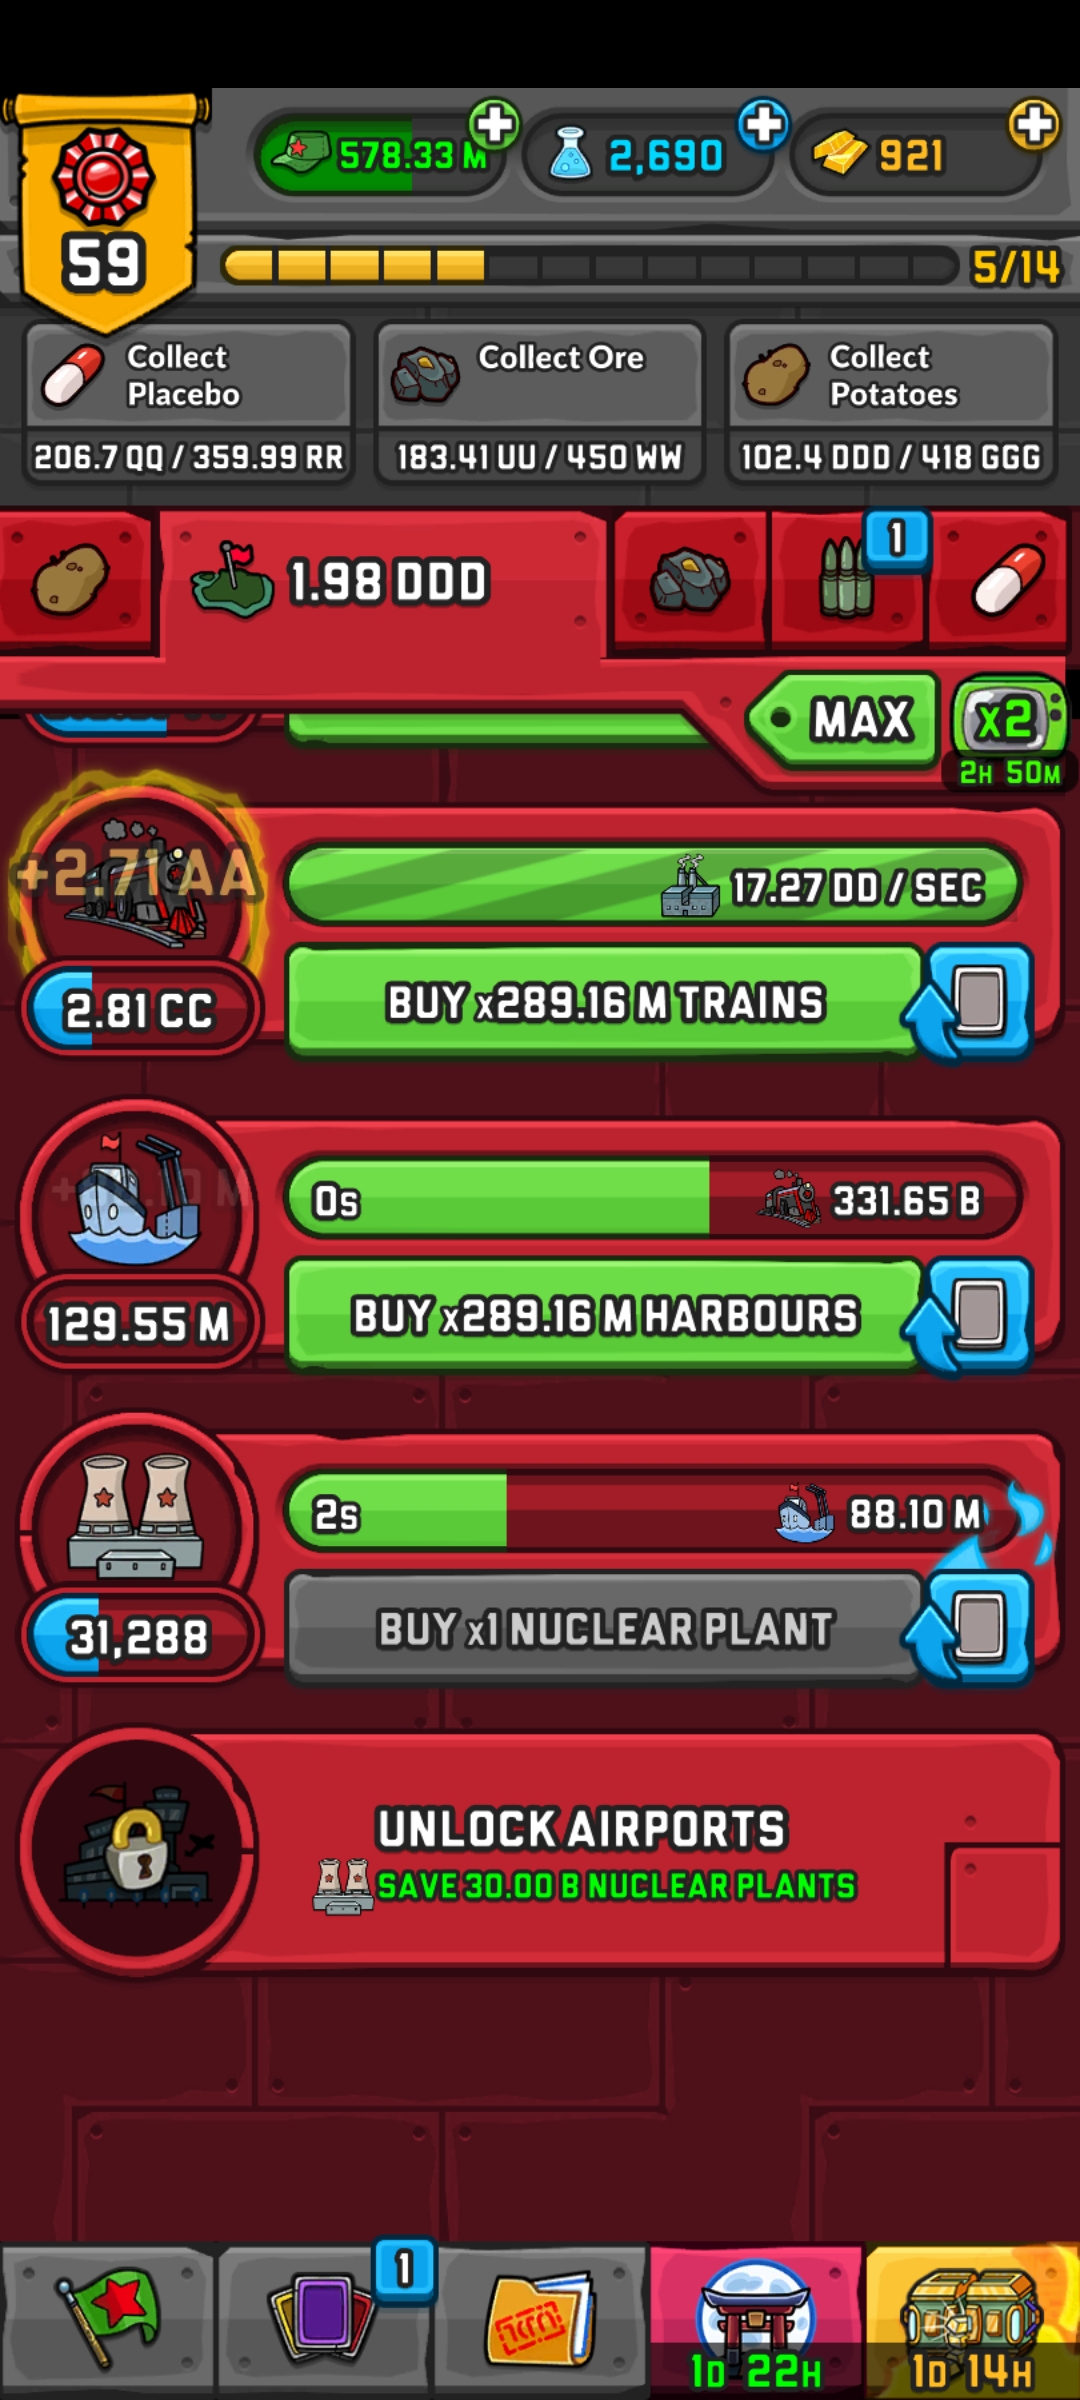 59
578.33 M
2,690
921
5/14
Collect Placebo
206.7 QQ / 359.99 RR
Collect Ore
183.41 UU / 450 WW
Collect Potatoes
102.4 DDD / 418 GGG
1.98 DDD
1
MAX
x2
2H 50M
+2.71 AA
17.27 DD / SEC
2.81 CC
BUY x289.16 M TRAINS
0s
331.65 B
129.55 M
BUY x289.16 M HARBOURS
2s
88.10 M
31,288
BUY x1 NUCLEAR PLANT
UNLOCK AIRPORTS
SAVE 30.00 B NUCLEAR PLANTS
1
1D 22H
1D 14H